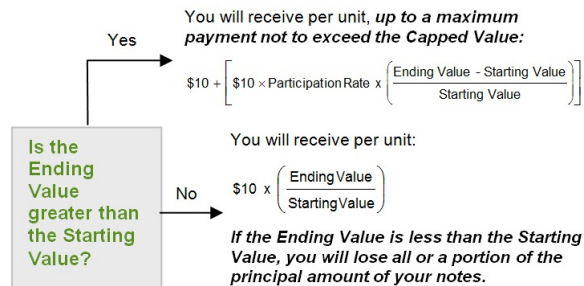 Yes
You will receive per unit, up to a maximum
payment not to exceed the Capped Value:
$10 + [ $10 × Participation Rate x ( Ending Value - Starting Value / Starting Value ) ]
Is the
Ending
Value
greater than
the Starting
Value?
No
You will receive per unit:
$10 x ( Ending Value / Starting Value )
If the Ending Value is less than the Starting
Value, you will lose all or a portion of the
principal amount of your notes.